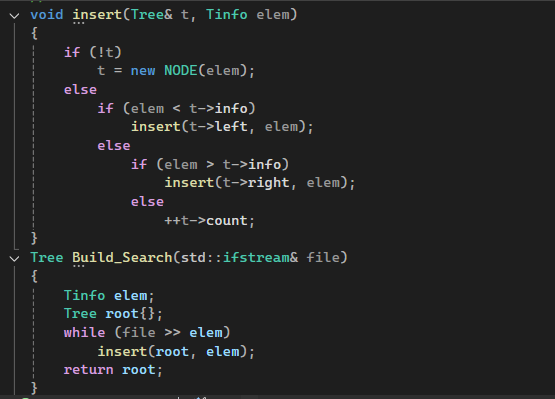 void insert(Tree& t, Tinfo elem)
{
    if (!t)
        t = new NODE(elem);
    else
        if (elem < t->info)
            insert(t->left, elem);
        else
            if (elem > t->info)
                insert(t->right, elem);
            else
                ++t->count;
}
Tree Build_Search(std::ifstream& file)
{
    Tinfo elem;
    Tree root{};
    while (file >> elem)
        insert(root, elem);
    return root;
}